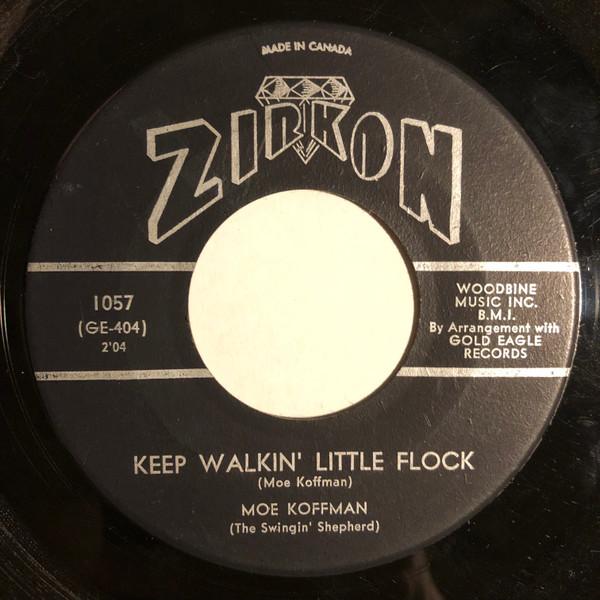 MADE IN CANADA
ZIRKON
1057
(GE-404)
2'04
WOODBINE
MUSIC INC.
B.M.I.
By Arrangement with
GOLD EAGLE
RECORDS
KEEP WALKIN' LITTLE FLOCK
(Moe Koffman)
MOE KOFFMAN
(The Swingin' Shepherd)